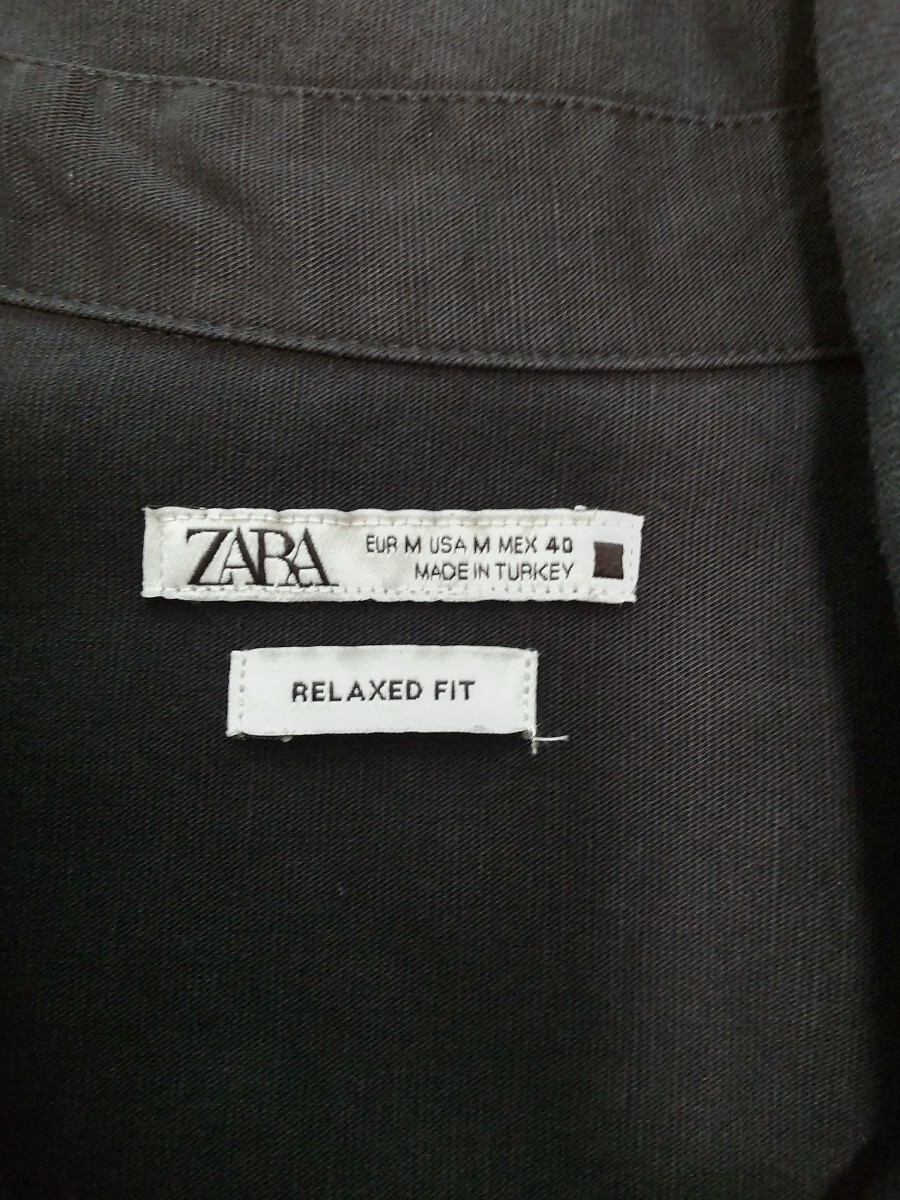 ZARA
EUR M USA M MEX 40
MADE IN TURKEY
RELAXED FIT